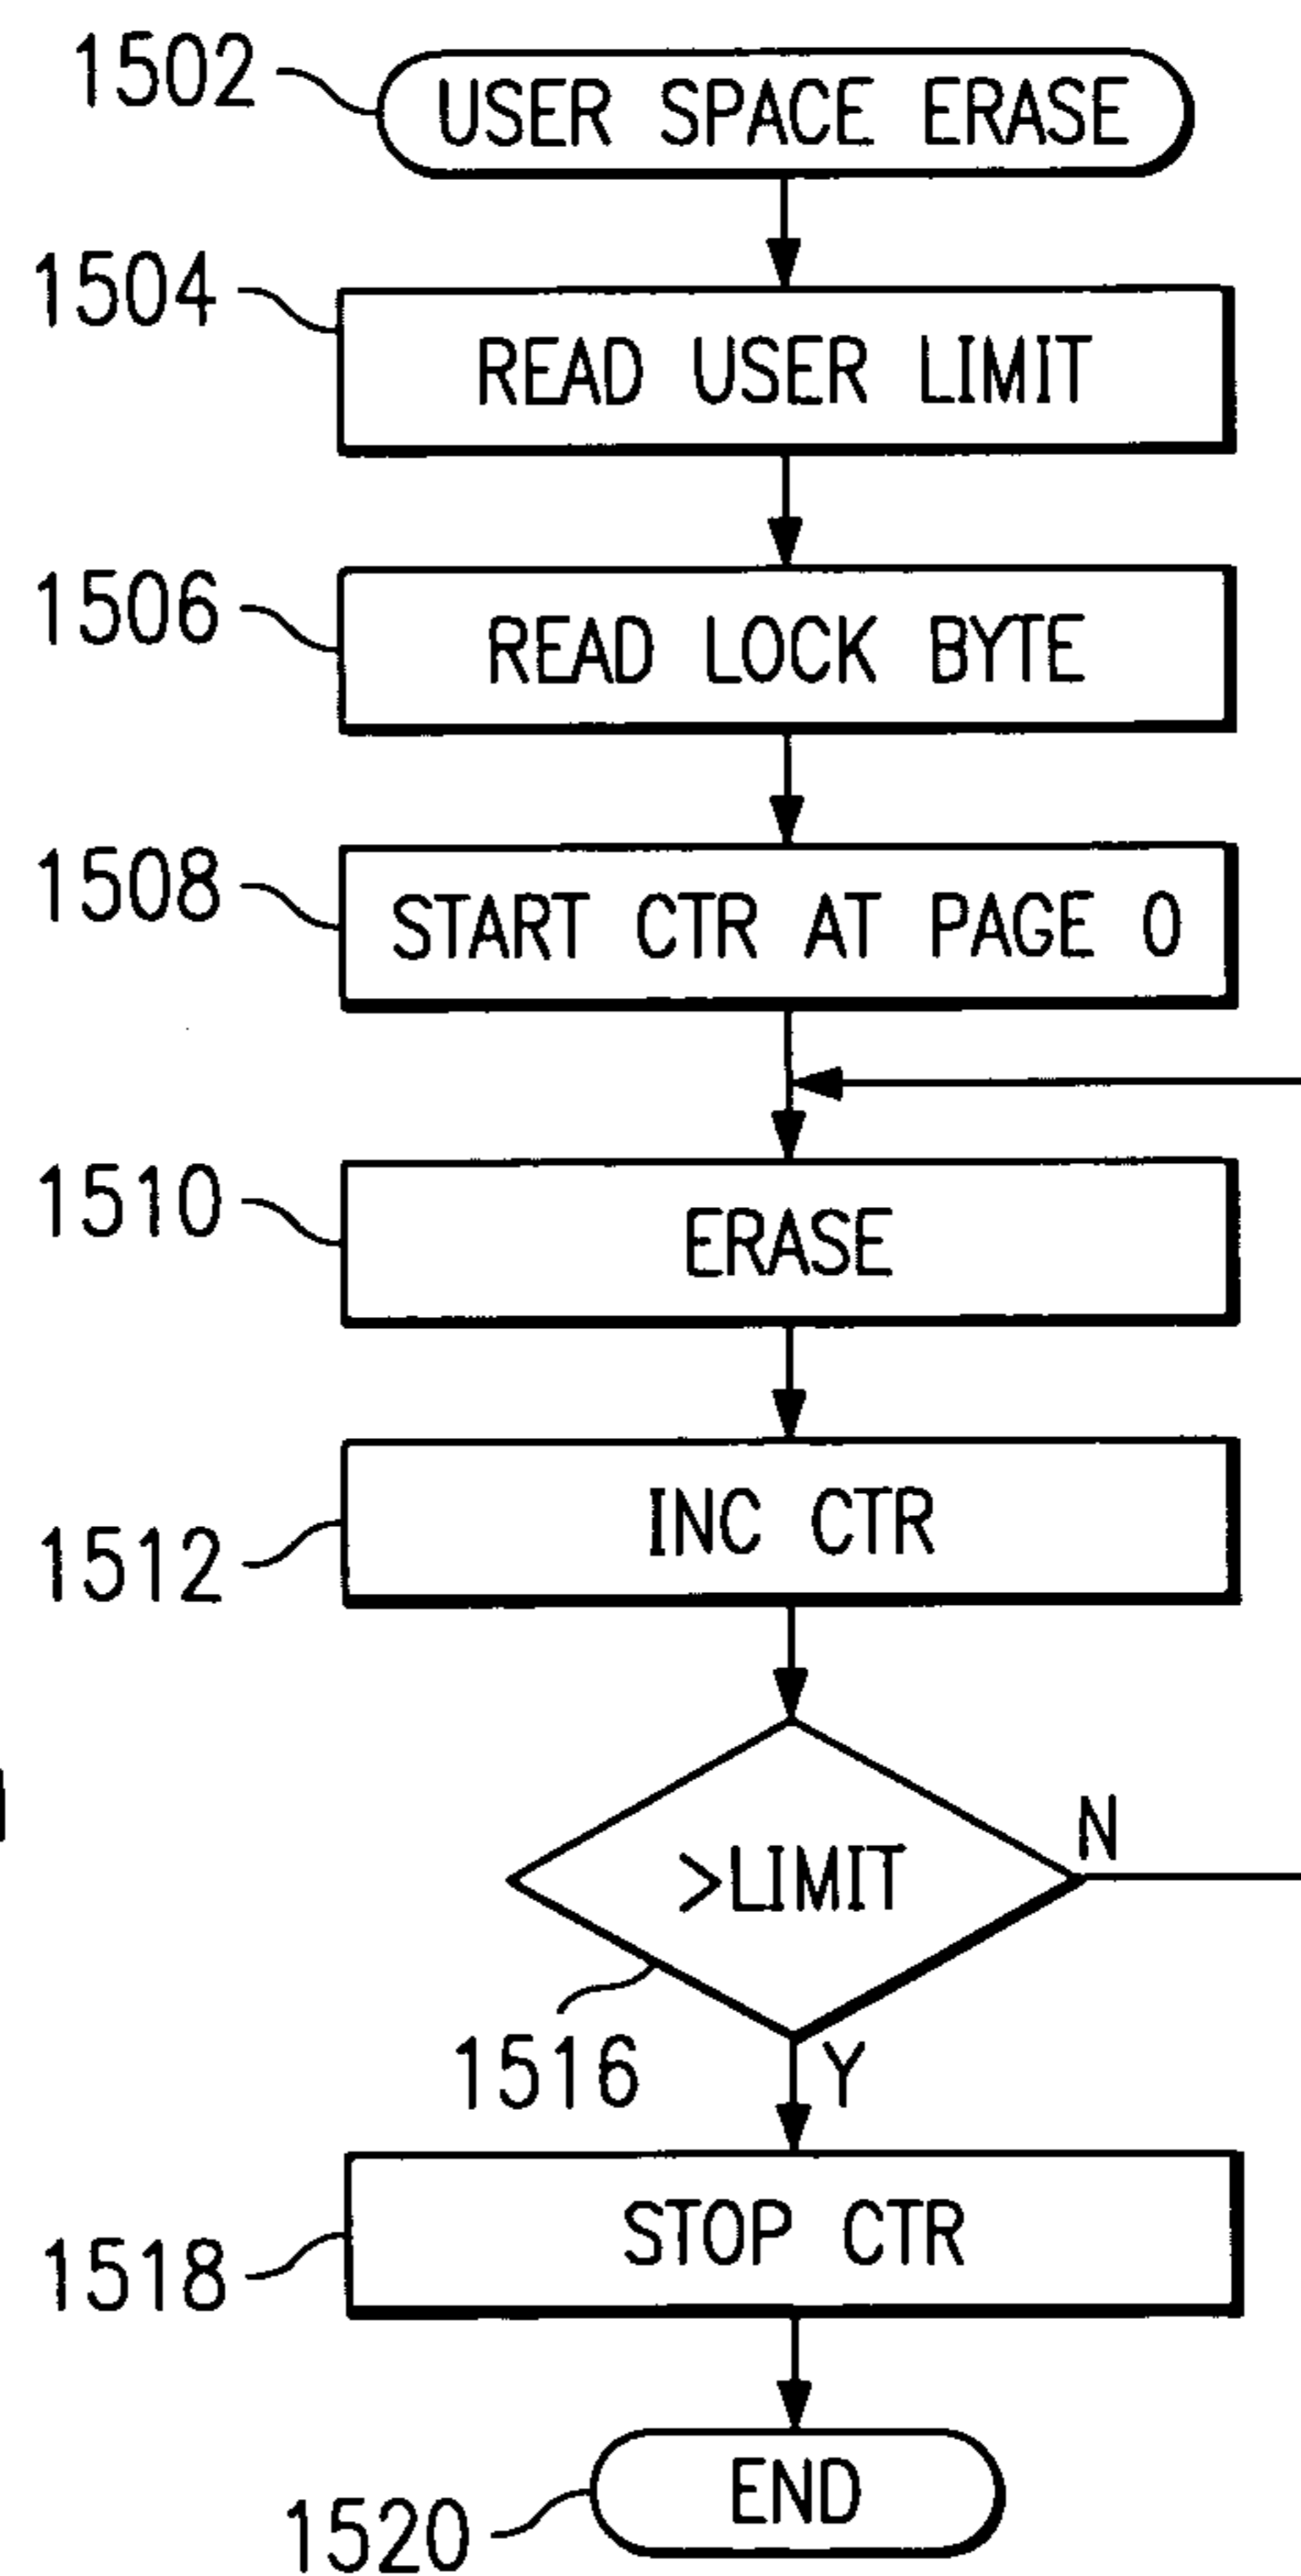 1502
USER SPACE ERASE
1504
READ USER LIMIT
1506
READ LOCK BYTE
1508
START CTR AT PAGE 0
1510
ERASE
1512
INC CTR
>LIMIT
N
1516
Y
1518
STOP CTR
1520
END